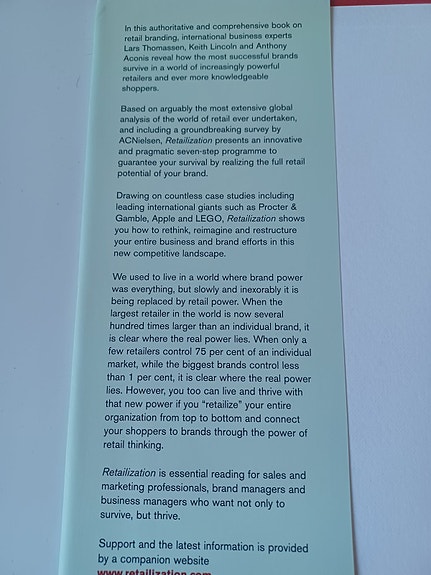 In this authoritative and comprehensive book on
retail branding, international business experts
Lars Thomassen, Keith Lincoln and Anthony
Aconis reveal how the most successful brands
survive in a world of increasingly powerful
retailers and ever more knowledgeable
shoppers.
Based on arguably the most extensive global
analysis of the world of retail ever undertaken,
and including a groundbreaking survey by
ACNielsen, Retailization presents an innovative
and pragmatic seven-step programme to
guarantee your survival by realizing the full retail
potential of your brand.
Drawing on countless case studies including
leading international giants such as Procter &
Gamble, Apple and LEGO, Retailization shows
you how to rethink, reimagine and restructure
your entire business and brand efforts in this
new competitive landscape.
We used to live in a world where brand power
was everything, but slowly and inexorably it is
being replaced by retail power. When the
largest retailer in the world is now several
hundred times larger than an individual brand, it
is clear where the real power lies. When only a
few retailers control 75 per cent of an individual
market, while the biggest brands control less
than 1 per cent, it is clear where the real power
lies. However, you too can live and thrive with
that new power if you “retailize” your entire
organization from top to bottom and connect
your shoppers to brands through the power of
retail thinking.
Retailization is essential reading for sales and
marketing professionals, brand managers and
business managers who want not only to
survive, but thrive.
Support and the latest information is provided
by a companion website
www.retailization.com